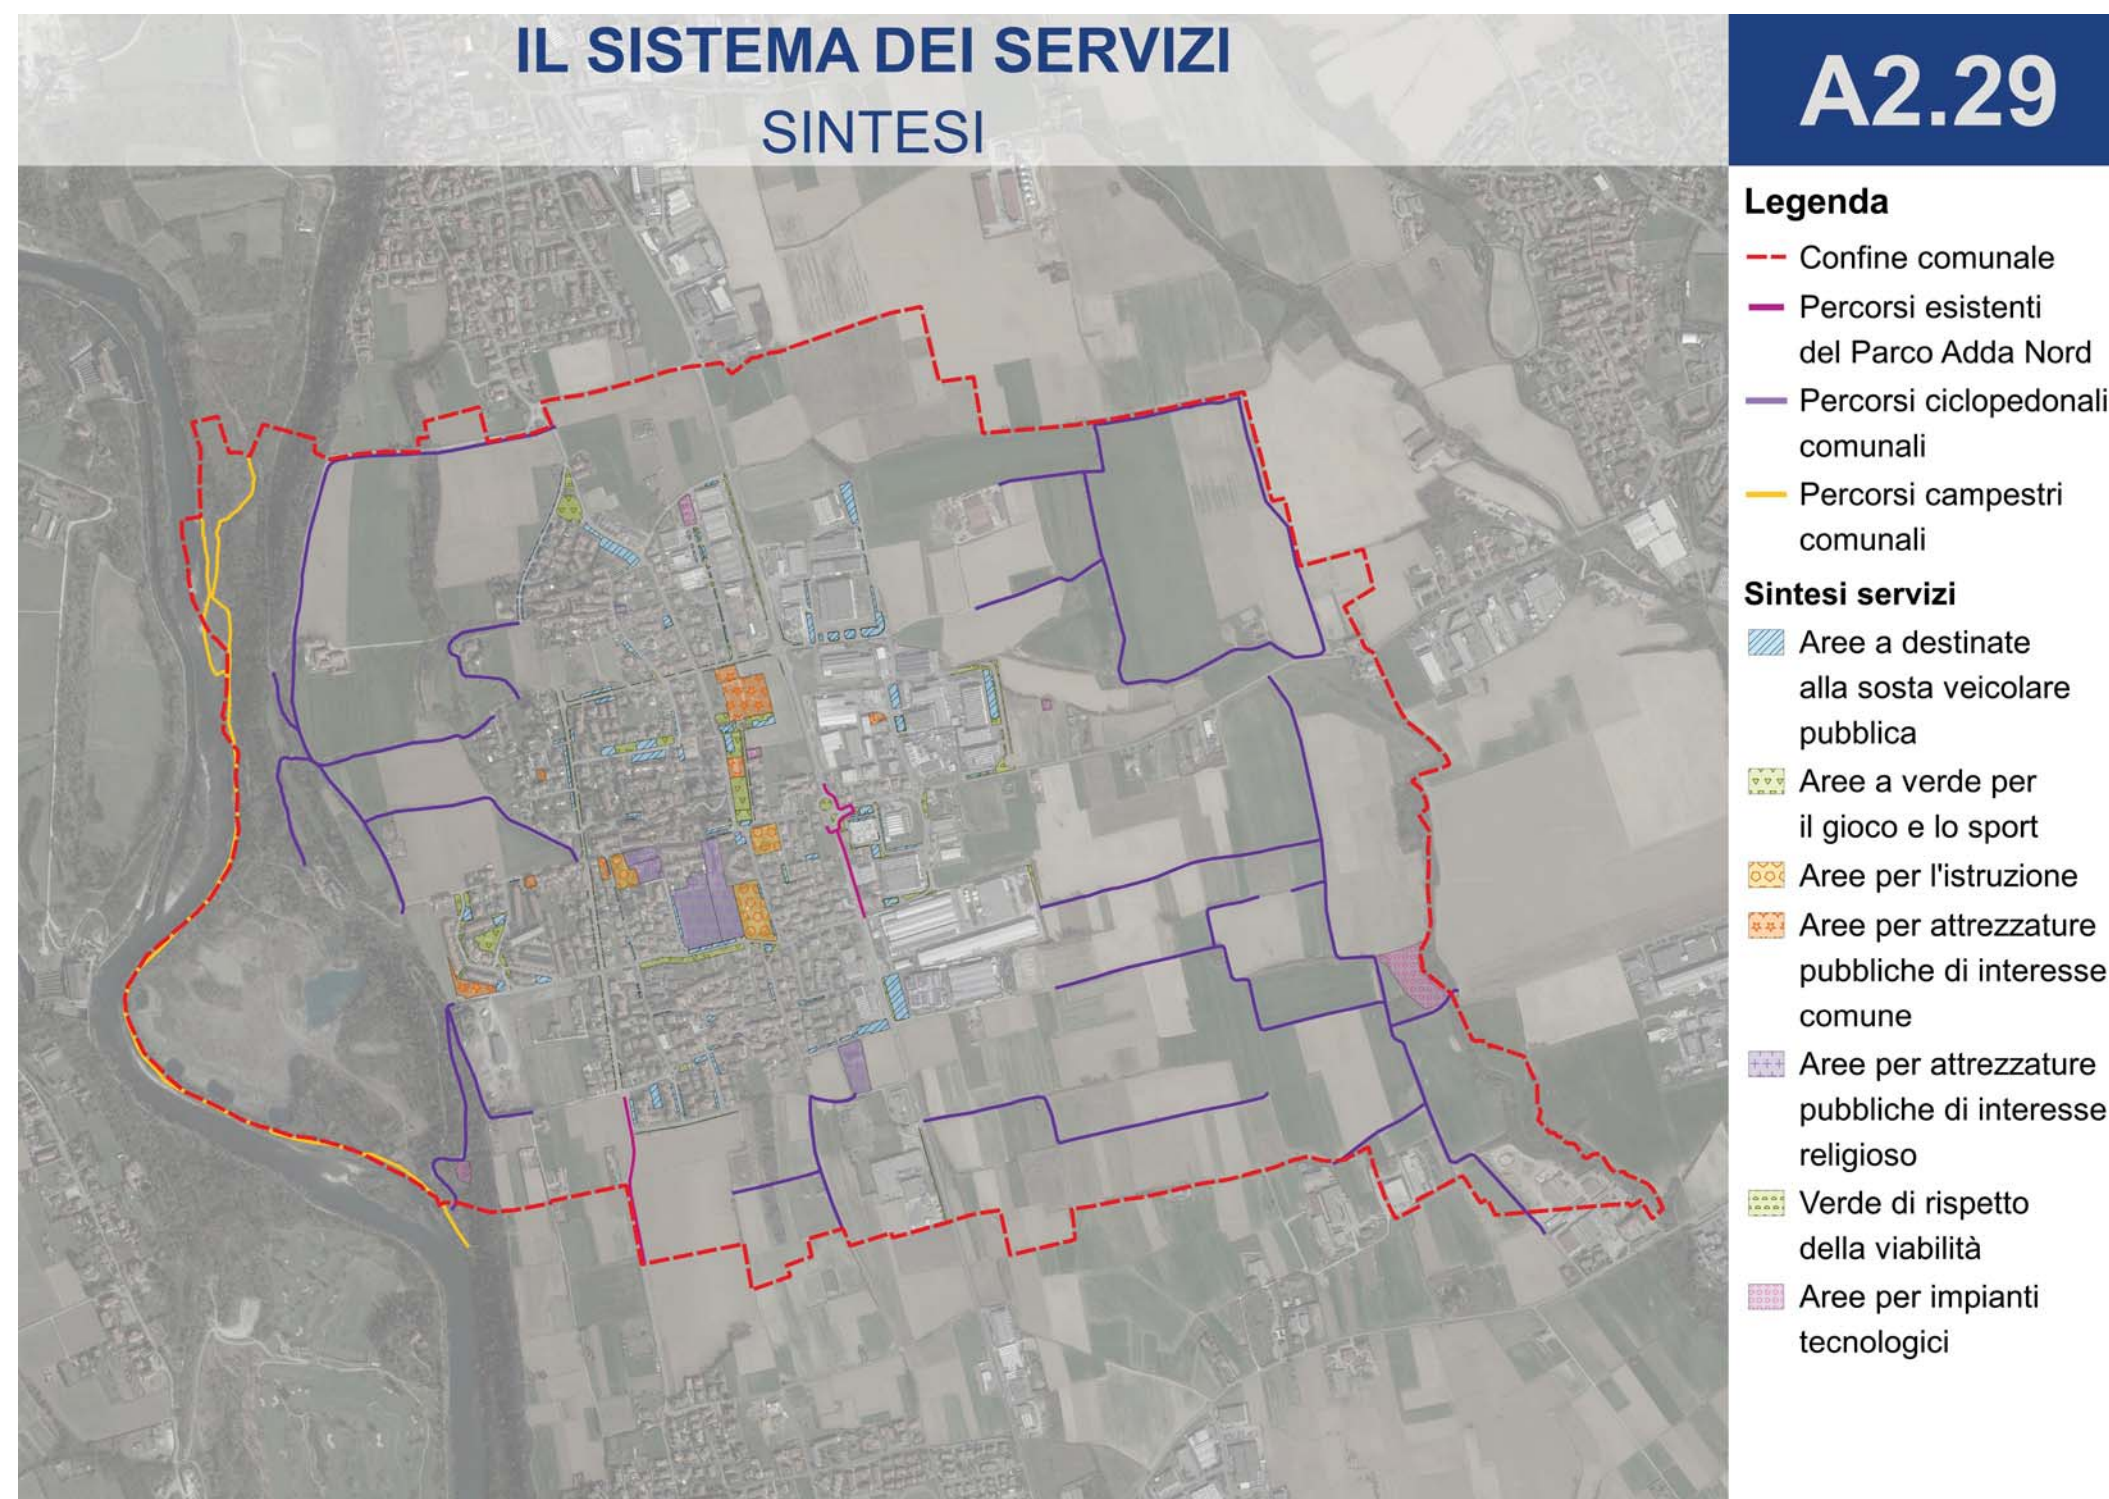 IL SISTEMA DEI SERVIZI
SINTESI
A2.29
Legenda
Confine comunale
Percorsi esistenti
del Parco Adda Nord
Percorsi ciclopedonali
comunali
Percorsi campestri
comunali
Sintesi servizi
Aree a destinate
alla sosta veicolare
pubblica
Aree a verde per
il gioco e lo sport
Aree per l'istruzione
Aree per attrezzature
pubbliche di interesse
comune
Aree per attrezzature
pubbliche di interesse
religioso
Verde di rispetto
della viabilità
Aree per impianti
tecnologici